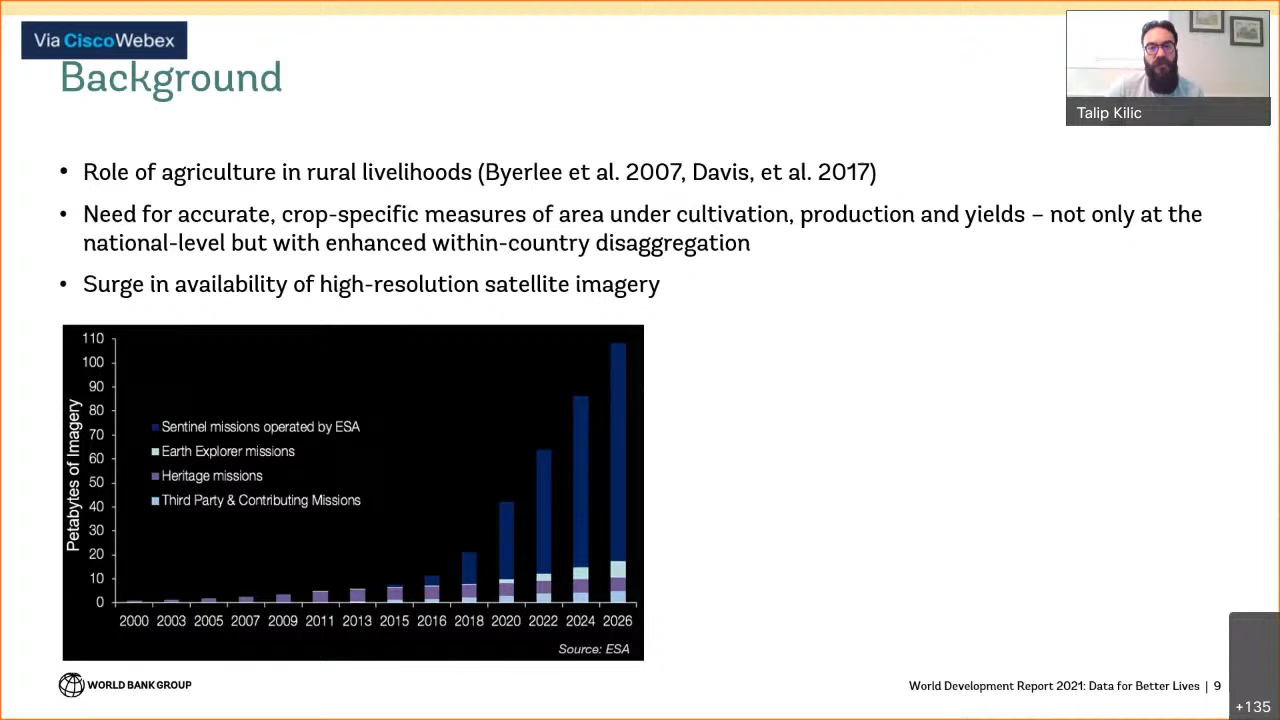 Via CiscoWebex
Background
Talip Kilic
• Role of agriculture in rural livelihoods (Byerlee et al. 2007, Davis, et al. 2017)
• Need for accurate, crop-specific measures of area under cultivation, production and yields – not only at the
national-level but with enhanced within-country disaggregation
• Surge in availability of high-resolution satellite imagery
Petabytes of Imagery
110
100
90
80
70
60
50
40
30
20
10
0
Sentinel missions operated by ESA
Earth Explorer missions
Heritage missions
Third Party & Contributing Missions
2000 2003 2005 2007 2009 2011 2013 2015 2016 2018 2020 2022 2024 2026
Source: ESA
WORLD BANK GROUP
World Development Report 2021: Data for Better Lives | 9
+135